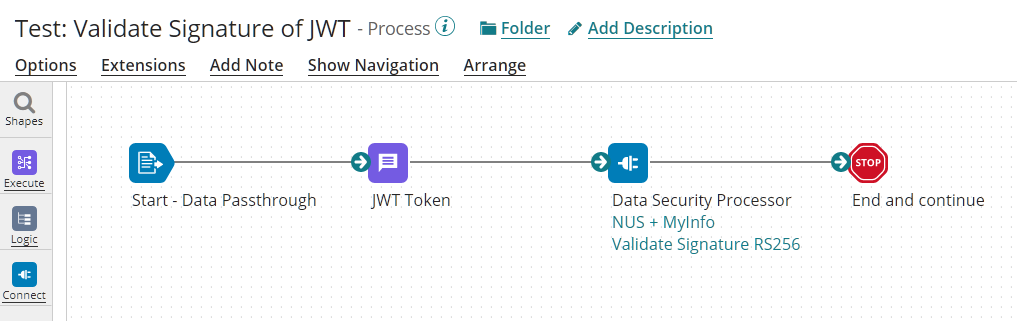 Test: Validate Signature of JWT - Process i Folder Add Description
Options Extensions Add Note Show Navigation Arrange
Shapes
Execute
Logic
Connect
Start - Data Passthrough
JWT Token
Data Security Processor
NUS + MyInfo
Validate Signature RS256
STOP
End and continue